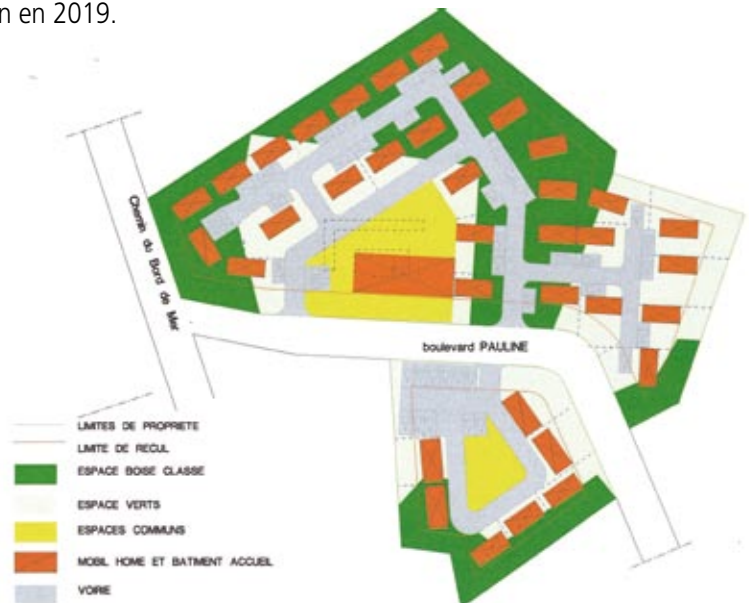 n en 2019.
Chemin du Bord de Mer
boulevard PAULINE
LIMITES DE PROPRIETE
LIMITE DE RECUL
ESPACE BOISE CLASSE
ESPACE VERTS
ESPACES COMMUNS
MOBIL HOME ET BATIMENT ACCUEIL
VOIRIE